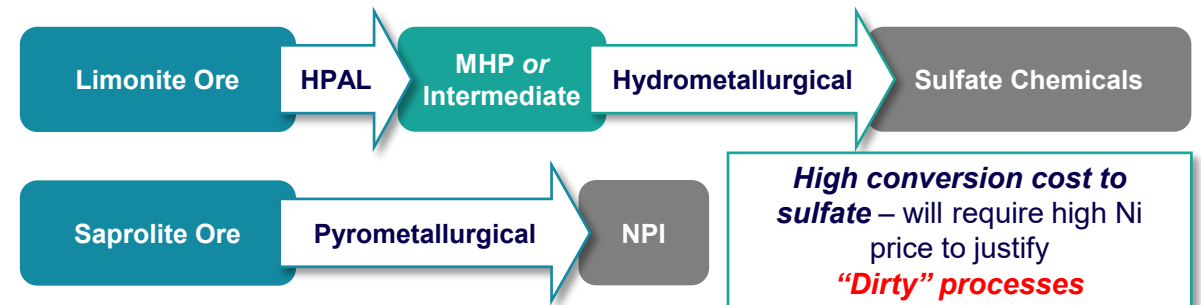 Limonite Ore
HPAL
MHP or
Intermediate
Hydrometallurgical
Sulfate Chemicals
Saprolite Ore
Pyrometallurgical
NPI
High conversion cost to
sulfate – will require high Ni
price to justify
“Dirty” processes